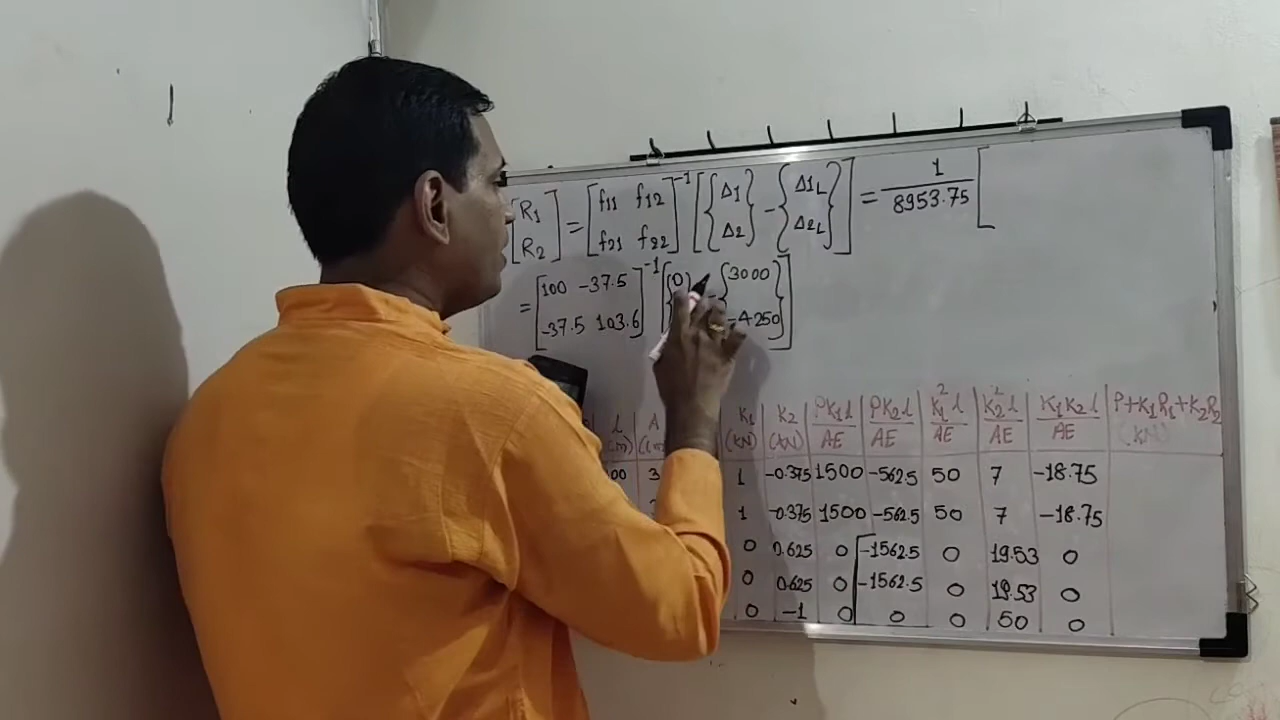 [R1 R2] = [f11 f12 f21 f22]⁻¹ [{Δ1 Δ2} - {Δ1L Δ2L}] = 1/8953.75 [
= [100 -37.5 -37.5 103.6]⁻¹ [{0 - {3000 -4250}]
l A K1 (KN) K2 (KN) PK1l/AE PK2l/AE K1²l/AE K2²l/AE K1K2l/AE P+K1R1+K2R2 (KN)
00 3 1 -0.375 1500 -562.5 50 7 -18.75
1 -0.375 1500 -562.5 50 7 -18.75
0 0.625 0 -1562.5 0 19.53 0
0 0.625 0 -1562.5 0 19.53 0
0 -1 0 0 0 50 0